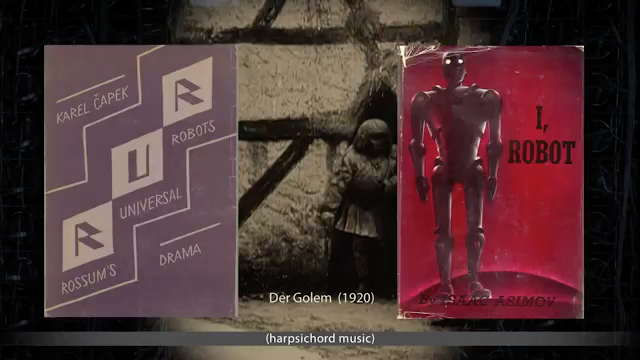 KAREL ČAPEK
R
ROBOTS
U
UNIVERSAL
R
ROSSUM'S
DRAMA
I,
ROBOT
By ISAAC ASIMOV
Der Golem (1920)
(harpsichord music)